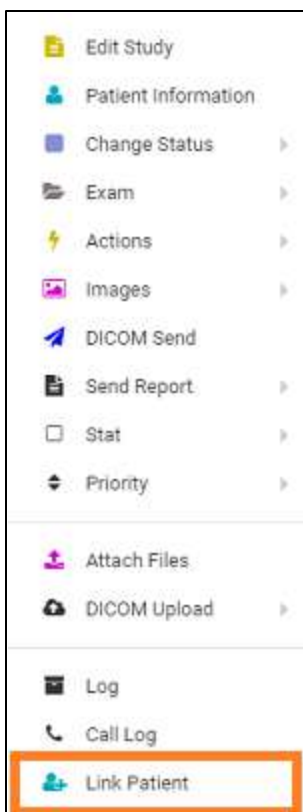 Edit Study
Patient Information
Change Status
Exam
Actions
Images
DICOM Send
Send Report
Stat
Priority
Attach Files
DICOM Upload
Log
Call Log
Link Patient